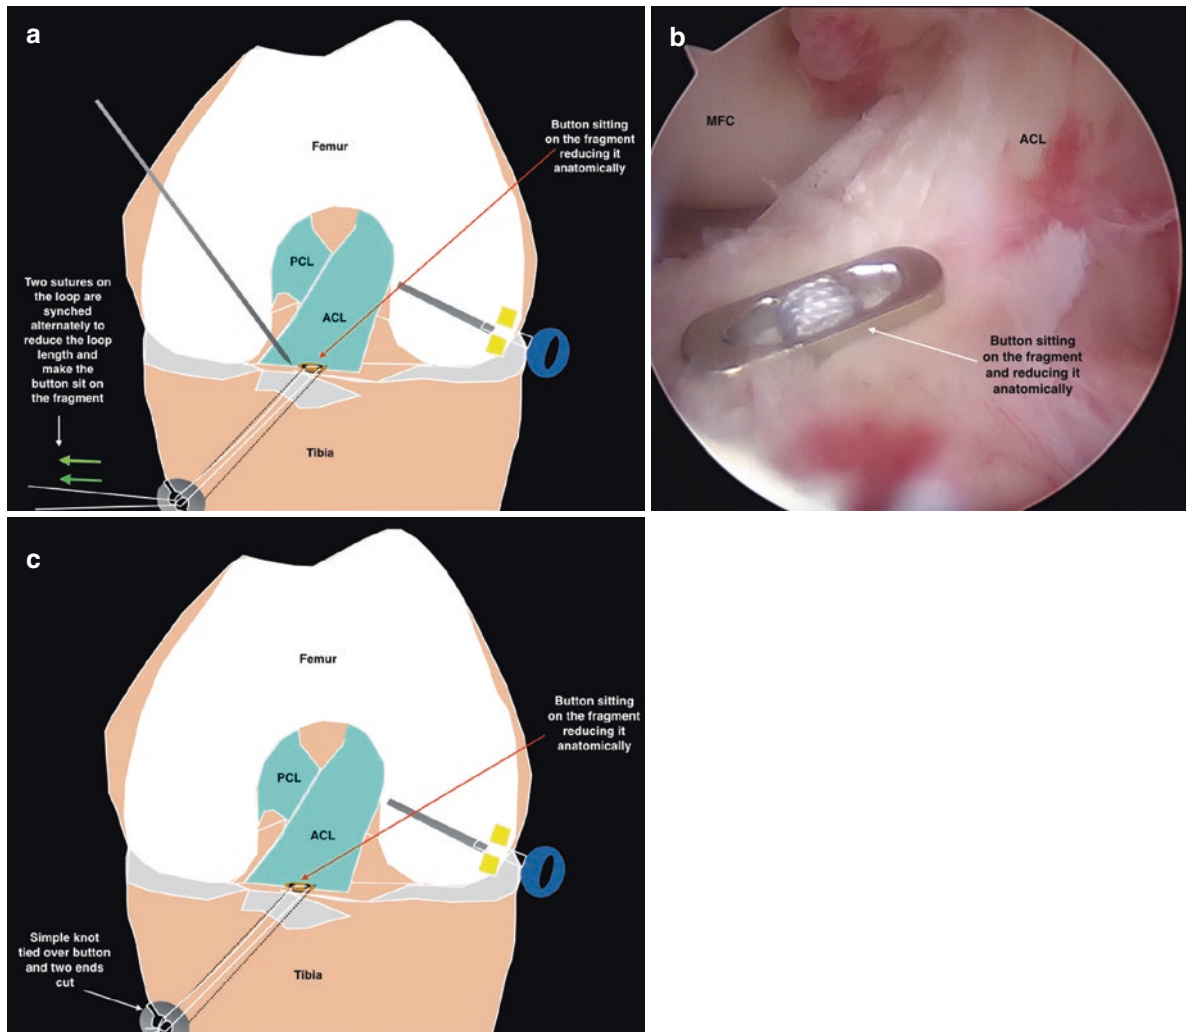 a
Femur
Button sitting
on the fragment
reducing it
anatomically
PCL
ACL
Two sutures on
the loop are
synched
alternately to
reduce the loop
length and
make the
button sit on
the fragment
Tibia
b
MFC
ACL
Button sitting
on the fragment
and reducing it
anatomically
c
Femur
Button sitting
on the fragment
reducing it
anatomically
PCL
ACL
Simple knot
tied over button
and two ends
cut
Tibia